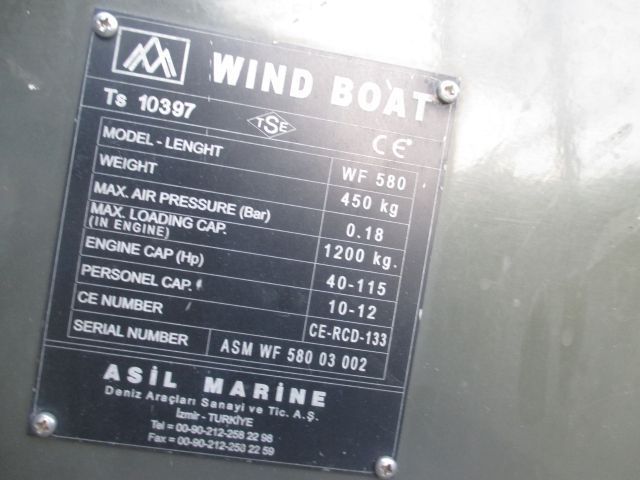 WIND BOAT
Ts 10397
TSE
CE
MODEL - LENGHT WF 580
WEIGHT 450 kg
MAX. AIR PRESSURE (Bar) 0.18
MAX. LOADING CAP. (IN ENGINE) 1200 kg.
ENGINE CAP (Hp) 40-115
PERSONEL CAP. 10-12
CE NUMBER CE-RCD-133
SERIAL NUMBER ASM WF 580 03 002
ASİL MARİNE
Deniz Araçları Sanayi ve Tic. A.Ş.
İzmir - TURKİYE
Tel = 00-90-212-258 22 98
Fax = 00-90-212-258 22 59